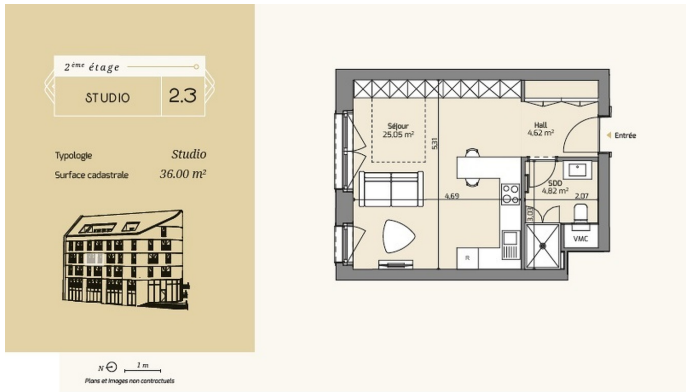 2ème étage
STUDIO
2.3
Typologie Studio
Surface cadastrale 36.00 m²
N 1 m
Plans et images non contractuels
Séjour
25,05 m²
5,31
Hall
4,62 m²
Entrée
SDD
4,82 m²
4,69
2,07
3,03
VMC
R